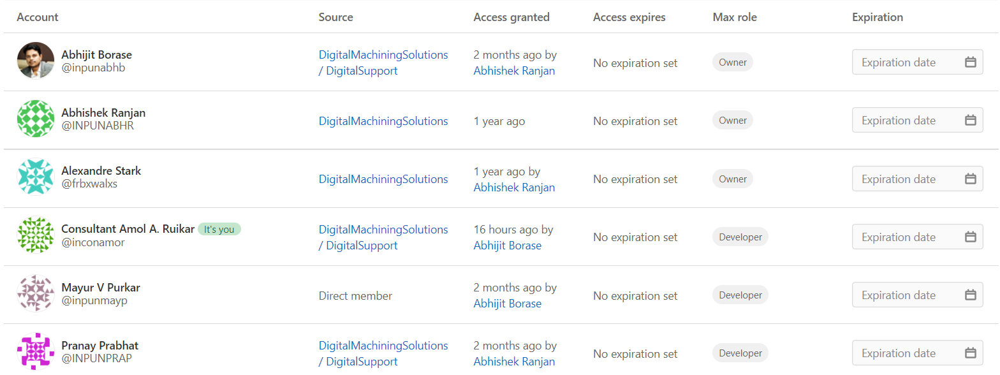 Account Source Access granted Access expires Max role Expiration
Abhijit Borase
@inpunabhb
DigitalMachiningSolutions
/ DigitalSupport
2 months ago by
Abhishek Ranjan
No expiration set
Owner
Expiration date
Abhishek Ranjan
@INPUNABHR
DigitalMachiningSolutions
1 year ago
No expiration set
Owner
Expiration date
Alexandre Stark
@frbxwalxs
DigitalMachiningSolutions
1 year ago by
Abhishek Ranjan
No expiration set
Owner
Expiration date
Consultant Amol A. Ruikar It's you
@inconamor
DigitalMachiningSolutions
/ DigitalSupport
16 hours ago by
Abhijit Borase
No expiration set
Developer
Expiration date
Mayur V Purkar
@inpunmayp
Direct member
2 months ago by
Abhijit Borase
No expiration set
Developer
Expiration date
Pranay Prabhat
@INPUNPRAP
DigitalMachiningSolutions
/ DigitalSupport
2 months ago by
Abhishek Ranjan
No expiration set
Developer
Expiration date